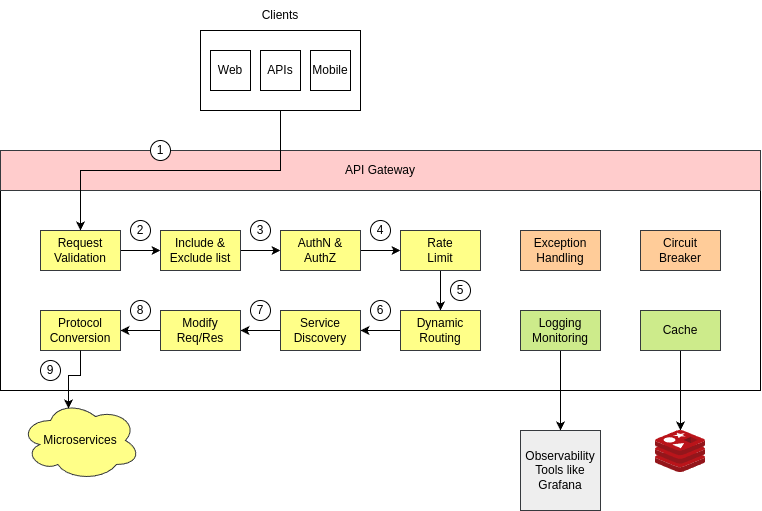 Clients
Web
APIs
Mobile
1
API Gateway
Request
Validation
2
Include &
Exclude list
3
AuthN &
AuthZ
4
Rate
Limit
Exception
Handling
Circuit
Breaker
5
Dynamic
Routing
6
Service
Discovery
7
Modify
Req/Res
8
Protocol
Conversion
Logging
Monitoring
Cache
9
Microservices
Observability
Tools like
Grafana